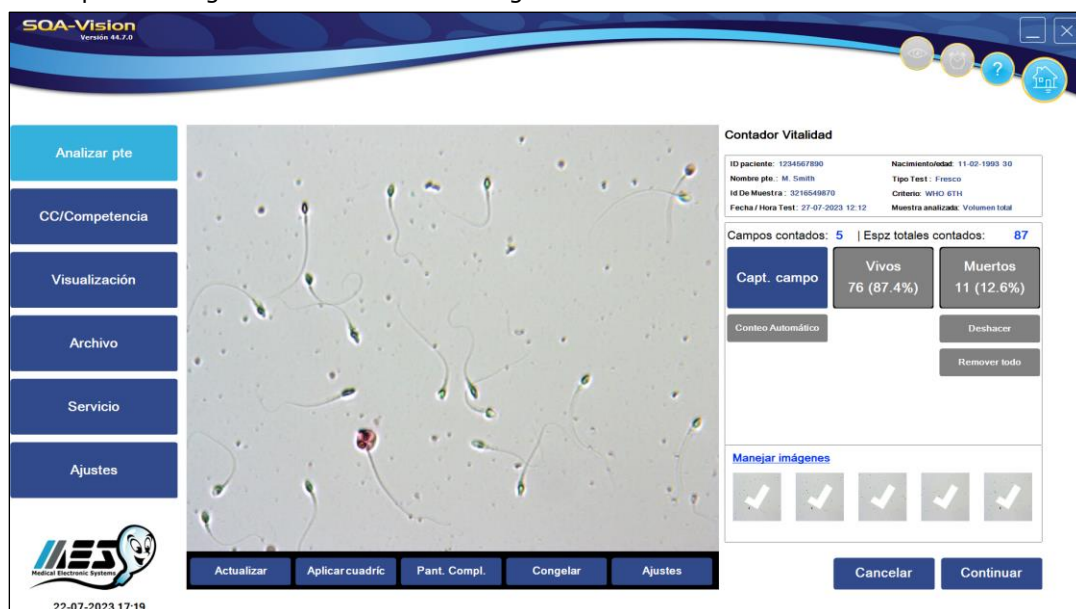 SQA-Vision
Versión 44.7.0
?
Analizar pte
CC/Competencia
Visualización
Archivo
Servicio
Ajustes
MES
Medical Electronic Systems
22-07-2023 17:19
Actualizar
Aplicar cuadríc
Pant. Compl.
Congelar
Ajustes
Contador Vitalidad
ID paciente: 1234567890 Nacimiento/edad: 11-02-1993 30
Nombre pte.: M. Smith Tipo Test : Fresco
Id De Muestra : 3216549870 Criterio: WHO 6TH
Fecha / Hora Test: 27-07-2023 12:12 Muestra analizada: Volumen total
Campos contados: 5 | Espz totales contados: 87
Capt. campo
Vivos
76 (87.4%)
Muertos
11 (12.6%)
Conteo Automático
Deshacer
Remover todo
Manejar imágenes
Cancelar
Continuar